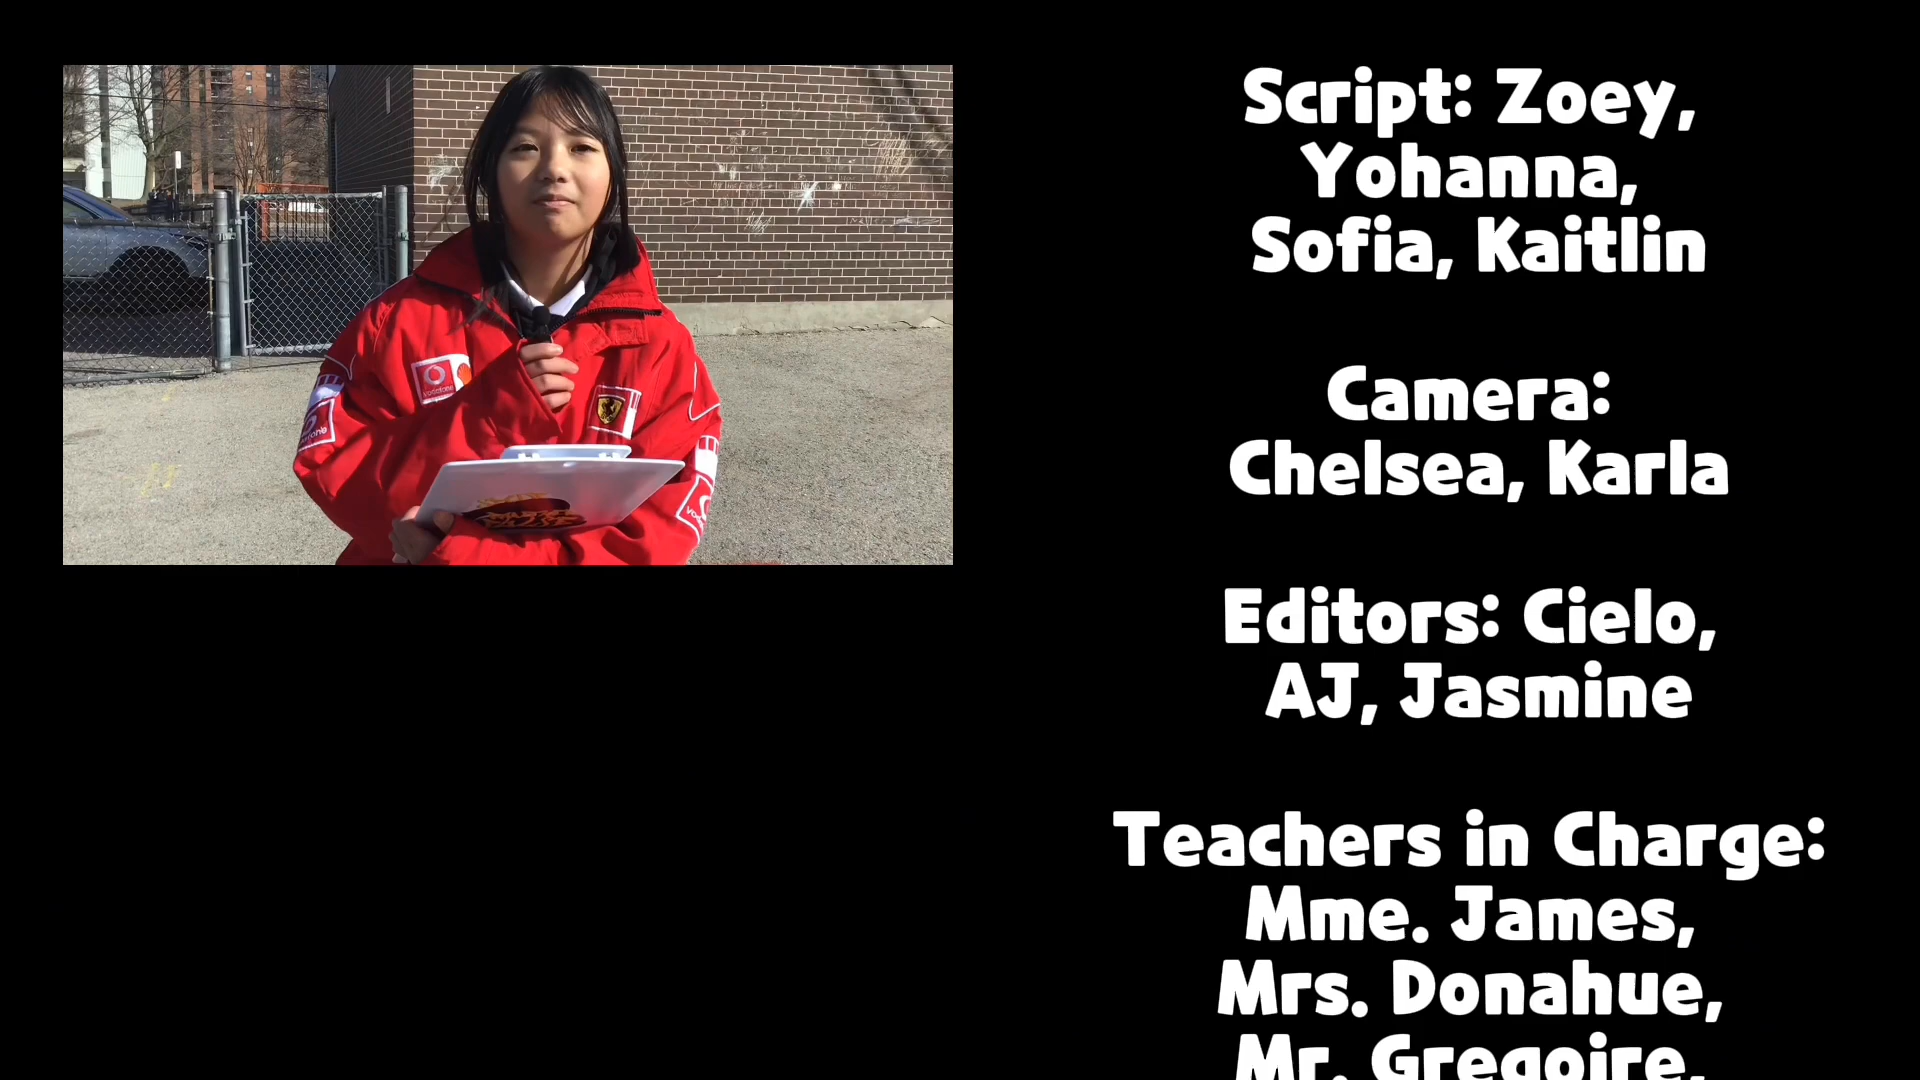 Script: Zoey,
Yohanna,
Sofia, Kaitlin
Camera:
Chelsea, Karla
Editors: Cielo,
AJ, Jasmine
Teachers in Charge:
Mme. James,
Mrs. Donahue,
Mr. Gregoire,
vodafone